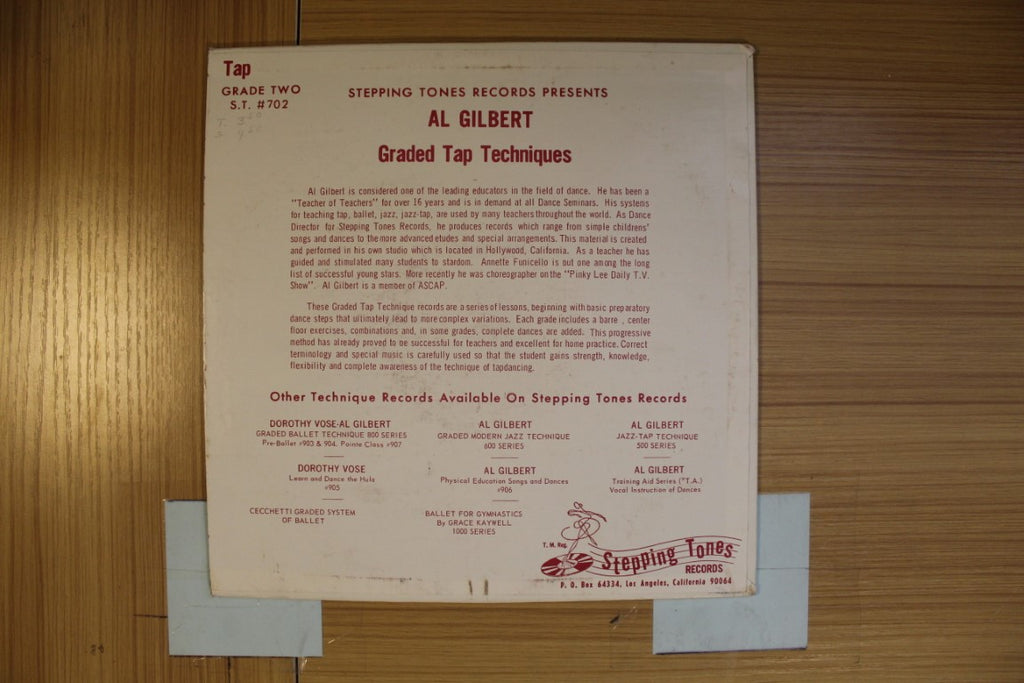 Tap
GRADE TWO
S.T. #702
STEPPING TONES RECORDS PRESENTS
AL GILBERT
Graded Tap Techniques
Al Gilbert is considered one of the leading educators in the field of dance. He has been a
"Teacher of Teachers" for over 16 years and is in demand at all Dance Seminars. His systems
for teaching tap, ballet, jazz, jazz-tap, are used by many teachers throughout the world. As Dance
Director for Stepping Tones Records, he produces records which range from simple childrens'
songs and dances to the more advanced etudes and special arrangements. This material is created
and performed in his own studio which is located in Hollywood, California. As a teacher he has
guided and stimulated many students to stardom. Annette Funicello is but one among the long
list of successful young stars. More recently he was choreographer on the "Pinky Lee Daily T.V.
Show". Al Gilbert is a member of ASCAP.
These Graded Tap Technique records are a series of lessons, beginning with basic preparatory
dance steps that ultimately lead to more complex variations. Each grade includes a barre , center
floor exercises, combinations and, in some grades, complete dances are added. This progressive
method has already proved to be successful for teachers and excellent for home practice. Correct
terminology and special music is carefully used so that the student gains strength, knowledge,
flexibility and complete awareness of the technique of tapdancing.
Other Technique Records Available On Stepping Tones Records
DOROTHY VOSE-AL GILBERT
GRADED BALLET TECHNIQUE 800 SERIES
Pre-Ballet #903 & 904. Pointe Class #907
AL GILBERT
GRADED MODERN JAZZ TECHNIQUE
600 SERIES
AL GILBERT
JAZZ-TAP TECHNIQUE
500 SERIES
DOROTHY VOSE
Learn and Dance the Hula
#905
AL GILBERT
Physical Education Songs and Dances
#906
AL GILBERT
Training Aid Series ("T.A.)
Vocal Instruction of Dances
CECCHETTI GRADED SYSTEM
OF BALLET
BALLET FOR GYMNASTICS
By GRACE KAYWELL
1000 SERIES
T. M. Reg.
Stepping Tones
RECORDS
P. O. Box 64334, Los Angeles, California 90064